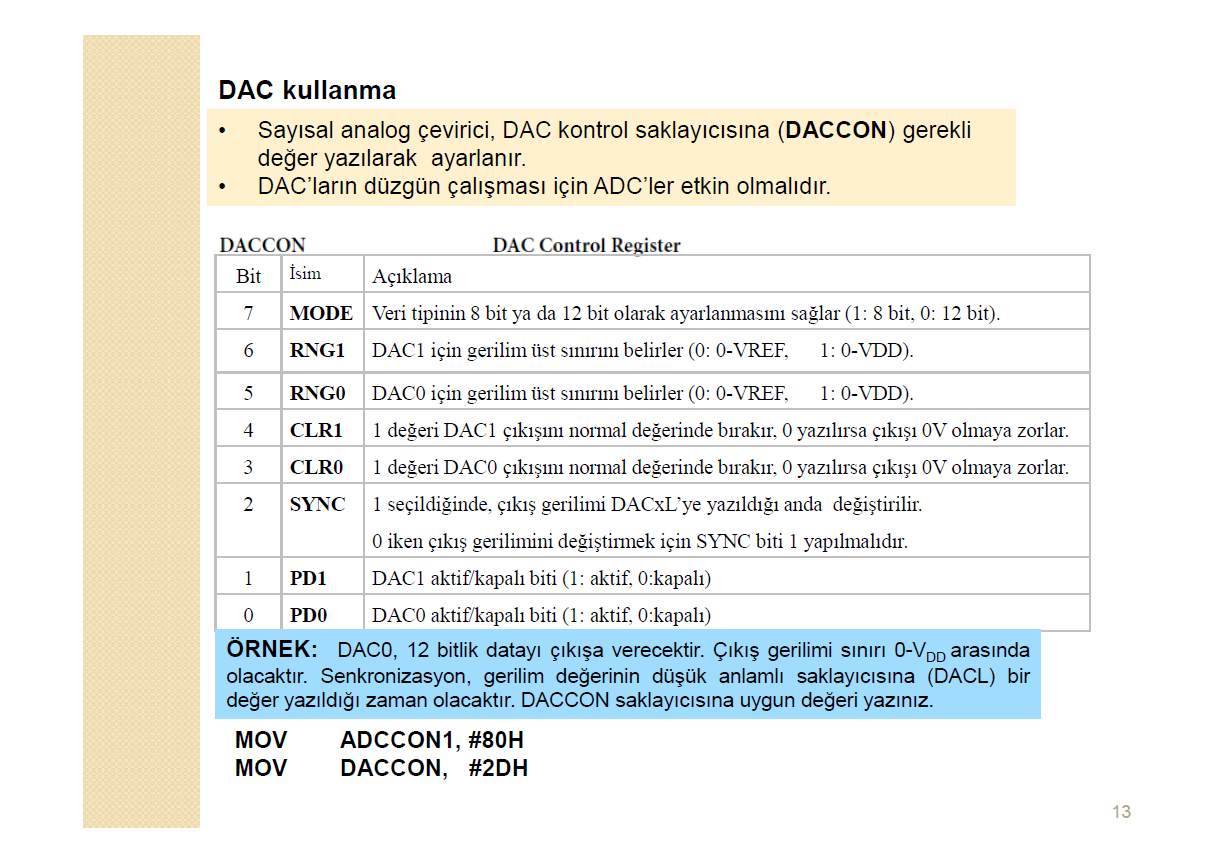 DAC kullanma
• Sayısal analog çevirici, DAC kontrol saklayıcısına (DACCON) gerekli
değer yazılarak ayarlanır.
• DAC'ların düzgün çalışması için ADC'ler etkin olmalıdır.
DACCON DAC Control Register
Bit İsim Açıklama
7 MODE Veri tipinin 8 bit ya da 12 bit olarak ayarlanmasını sağlar (1: 8 bit, 0: 12 bit).
6 RNG1 DAC1 için gerilim üst sınırını belirler (0: 0-VREF, 1: 0-VDD).
5 RNG0 DAC0 için gerilim üst sınırını belirler (0: 0-VREF, 1: 0-VDD).
4 CLR1 1 değeri DAC1 çıkışını normal değerinde bırakır, 0 yazılırsa çıkışı 0V olmaya zorlar.
3 CLR0 1 değeri DAC0 çıkışını normal değerinde bırakır, 0 yazılırsa çıkışı 0V olmaya zorlar.
2 SYNC 1 seçildiğinde, çıkış gerilimi DACxL'ye yazıldığı anda değiştirilir.
0 iken çıkış gerilimini değiştirmek için SYNC biti 1 yapılmalıdır.
1 PD1 DAC1 aktif/kapalı biti (1: aktif, 0:kapalı)
0 PD0 DAC0 aktif/kapalı biti (1: aktif, 0:kapalı)
ÖRNEK: DAC0, 12 bitlik datayı çıkışa verecektir. Çıkış gerilimi sınırı 0-VDD arasında
olacaktır. Senkronizasyon, gerilim değerinin düşük anlamlı saklayıcısına (DACL) bir
değer yazıldığı zaman olacaktır. DACCON saklayıcısına uygun değeri yazınız.
MOV ADCCON1, #80H
MOV DACCON, #2DH
13